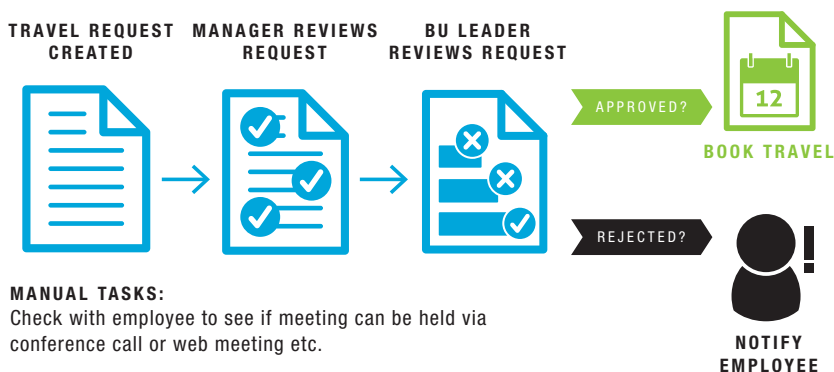 TRAVEL REQUEST
CREATED
MANAGER REVIEWS
REQUEST
BU LEADER
REVIEWS REQUEST
APPROVED?
12
BOOK TRAVEL
REJECTED?
!
NOTIFY
EMPLOYEE
MANUAL TASKS:
Check with employee to see if meeting can be held via
conference call or web meeting etc.